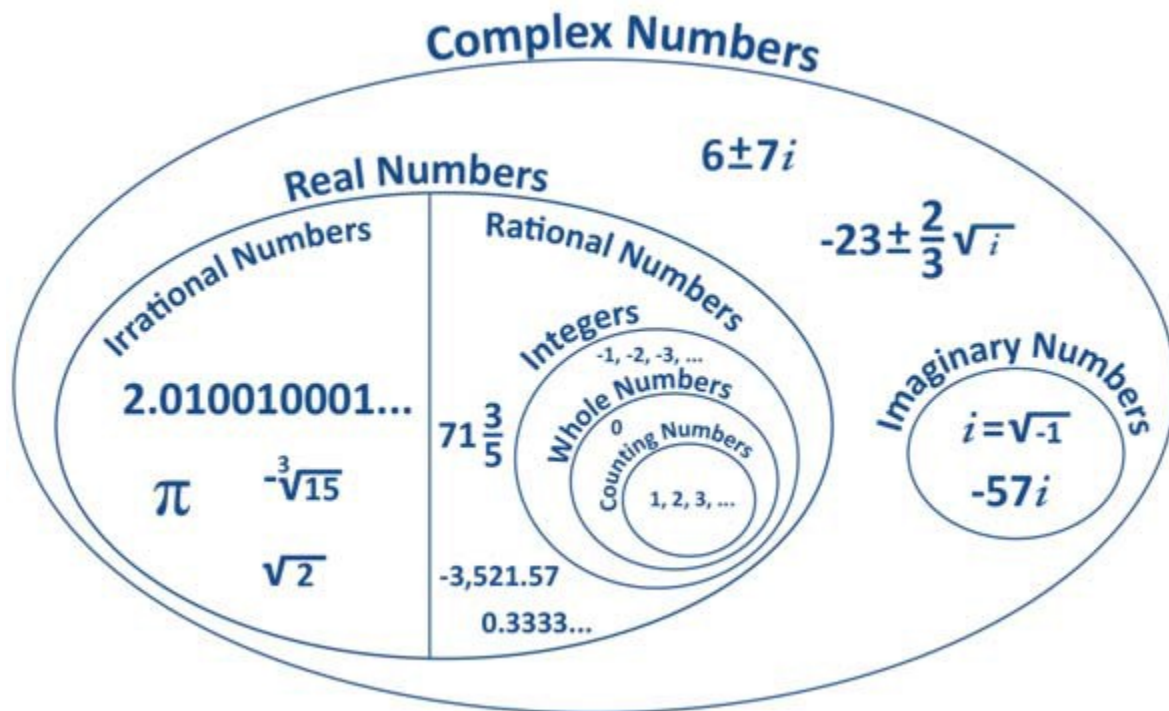 Complex Numbers
6±7i
Real Numbers
-23±2/3√i
Irrational Numbers
Rational Numbers
Integers
-1, -2, -3, ...
Imaginary Numbers
Whole Numbers
0
2.010010001...
71 3/5
i=√-1
Counting Numbers
π
-∛15
1, 2, 3, ...
-57i
√2
-3,521.57
0.3333...